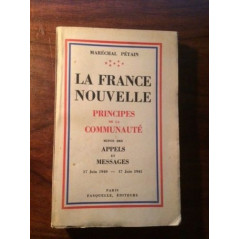 MARÉCHAL PÉTAIN
LA FRANCE
NOUVELLE
PRINCIPES
DE LA
COMMUNAUTÉ
SUIVIS DES
APPELS
ET
MESSAGES
17 Juin 1940 — 17 Juin 1941
PARIS
FASQUELLE, ÉDITEURS